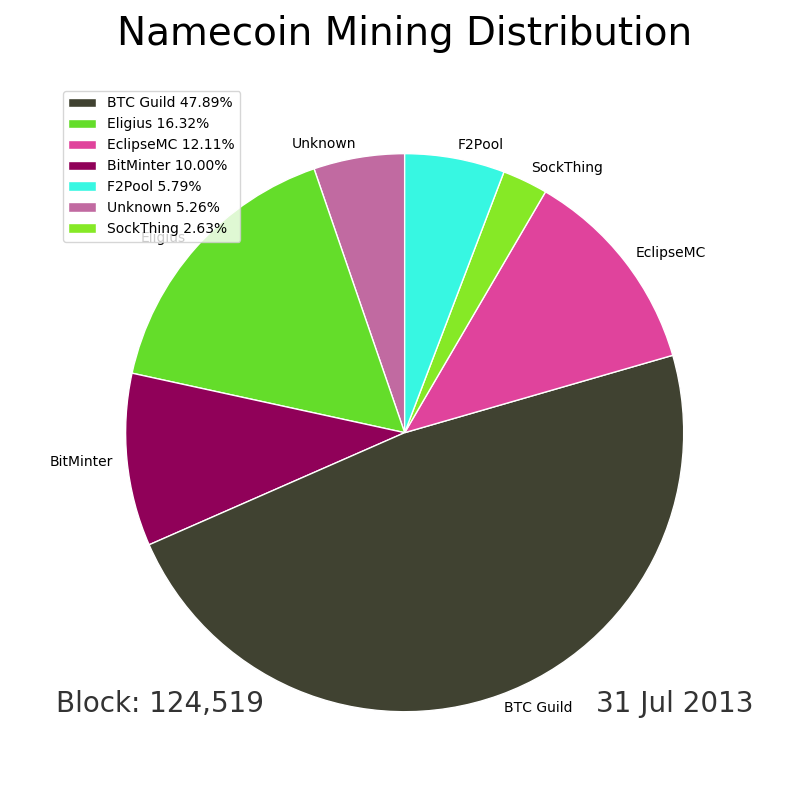 Namecoin Mining Distribution
BTC Guild 47.89%
Eligius 16.32%
EclipseMC 12.11%
BitMinter 10.00%
F2Pool 5.79%
Unknown 5.26%
SockThing 2.63%
Unknown
F2Pool
SockThing
Eligius
EclipseMC
BitMinter
BTC Guild
Block: 124,519
31 Jul 2013